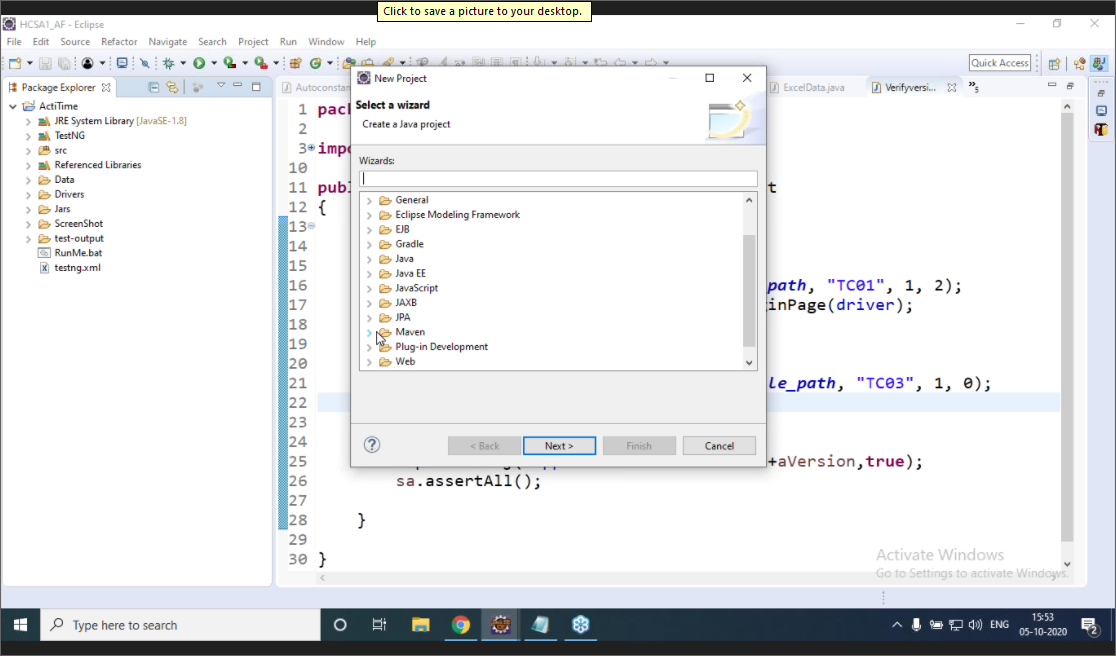 Click to save a picture to your desktop.
HCSA1_AF - Eclipse
File Edit Source Refactor Navigate Search Project Run Window Help
Quick Access
Package Explorer
ActiTime
JRE System Library [JavaSE-1.8]
TestNG
src
Referenced Libraries
Data
Drivers
Jars
ScreenShot
test-output
RunMe.bat
testng.xml
Autoconstan
ExcelData.java
Verifyversi...
»5
New Project
Select a wizard
Create a Java project
Wizards:
General
Eclipse Modeling Framework
EJB
Gradle
Java
Java EE
JavaScript
JAXB
JPA
Maven
Plug-in Development
Web
< Back
Next >
Finish
Cancel
1 pack
2
3 impo
10
11 publ t
12 {
13
14
15
16 path, "TC01", 1, 2);
17 inPage(driver);
18
19
20
21 le_path, "TC03", 1, 0);
22
23
24
25 +aVersion,true);
26 sa.assertAll();
27
28 }
29
30 }
Activate Windows
Go to Settings to activate Windows.
Type here to search
ENG
15:53
05-10-2020
2